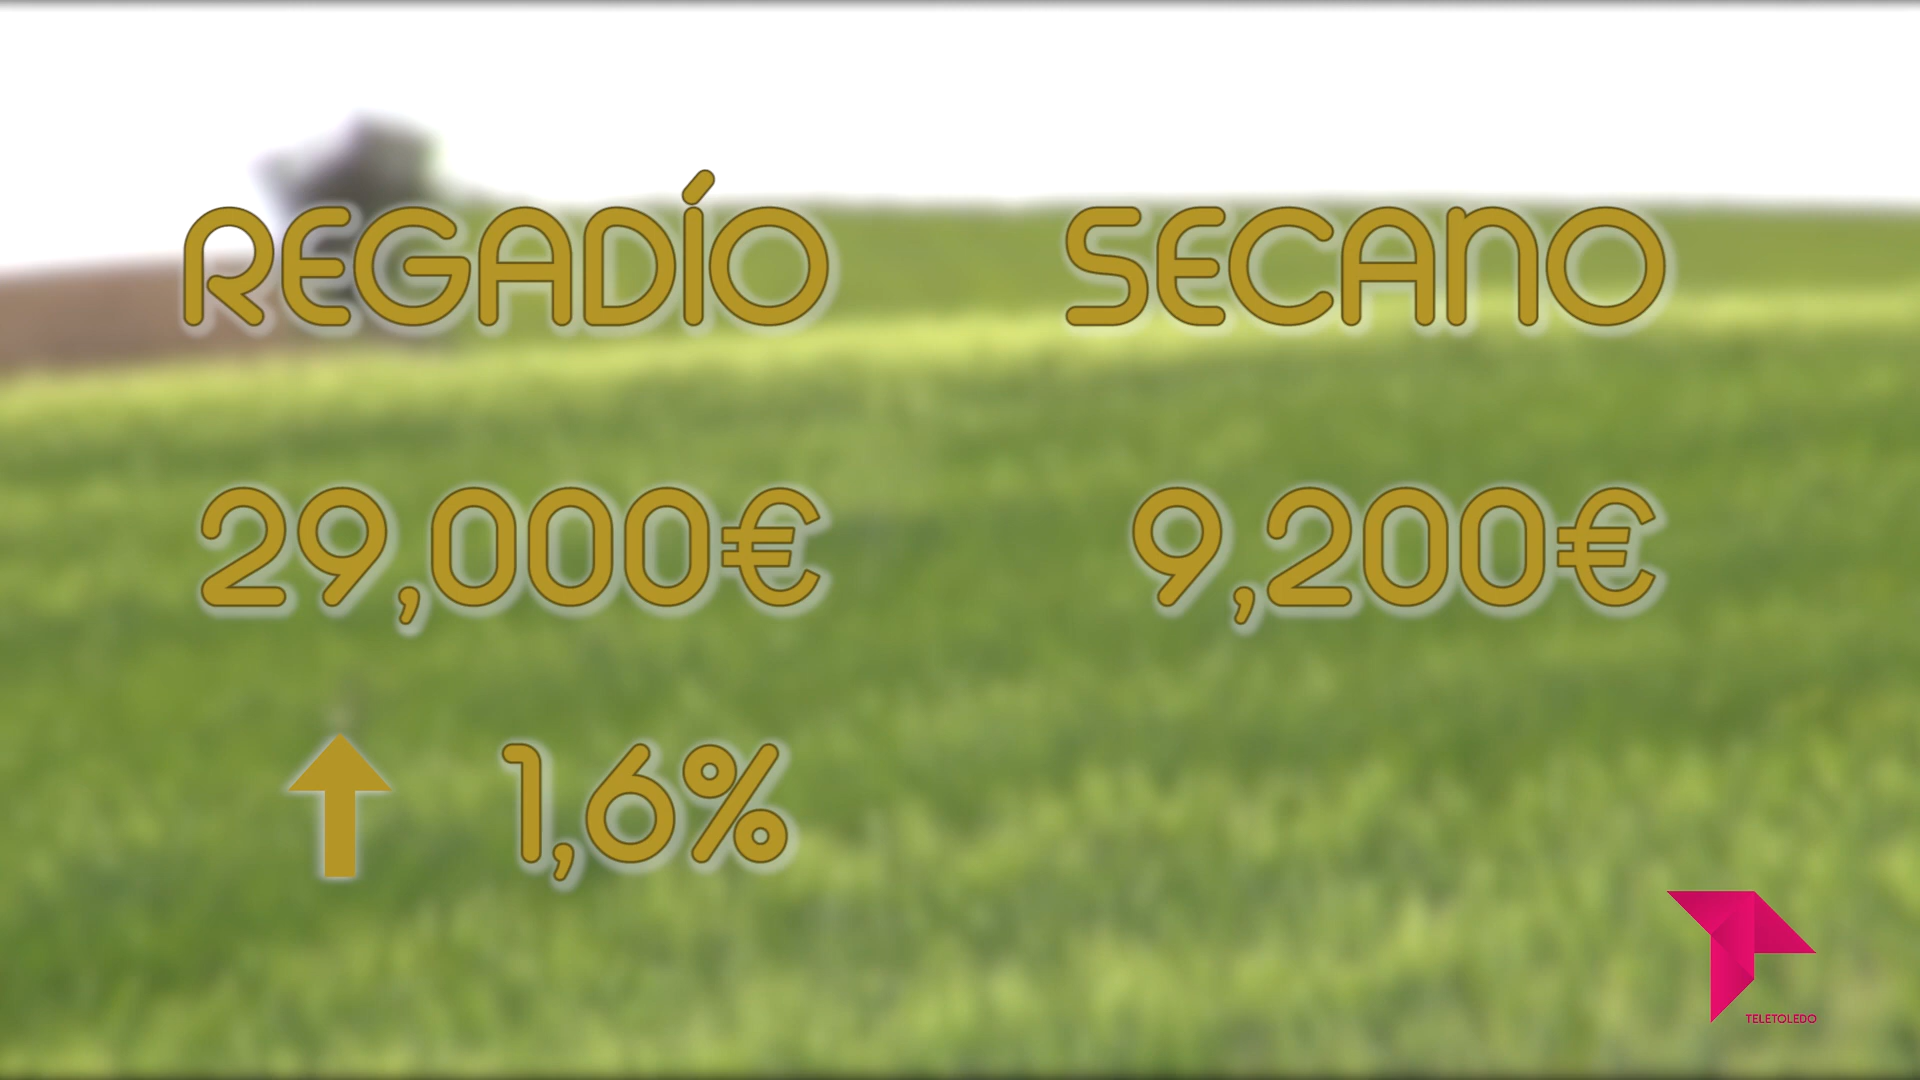 REGADÍO SECANO
29,000€ 9,200€
1,6%
TELETOLEDO